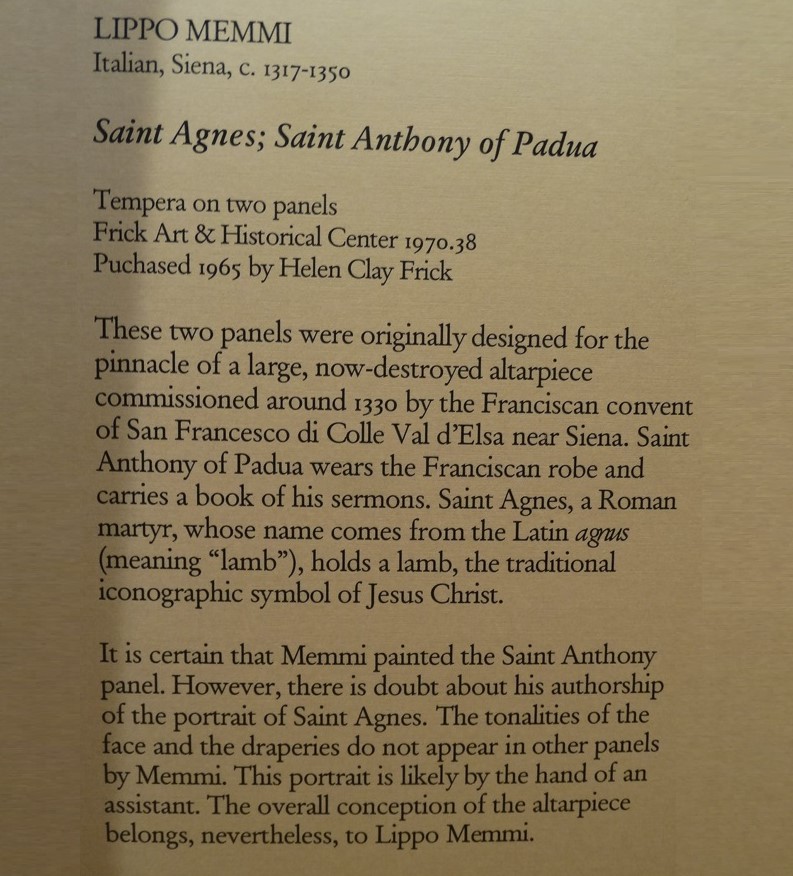 LIPPO MEMMI
Italian, Siena, c. 1317-1350
Saint Agnes; Saint Anthony of Padua
Tempera on two panels
Frick Art & Historical Center 1970.38
Puchased 1965 by Helen Clay Frick
These two panels were originally designed for the
pinnacle of a large, now-destroyed altarpiece
commissioned around 1330 by the Franciscan convent
of San Francesco di Colle Val d'Elsa near Siena. Saint
Anthony of Padua wears the Franciscan robe and
carries a book of his sermons. Saint Agnes, a Roman
martyr, whose name comes from the Latin agnus
(meaning “lamb”), holds a lamb, the traditional
iconographic symbol of Jesus Christ.
It is certain that Memmi painted the Saint Anthony
panel. However, there is doubt about his authorship
of the portrait of Saint Agnes. The tonalities of the
face and the draperies do not appear in other panels
by Memmi. This portrait is likely by the hand of an
assistant. The overall conception of the altarpiece
belongs, nevertheless, to Lippo Memmi.